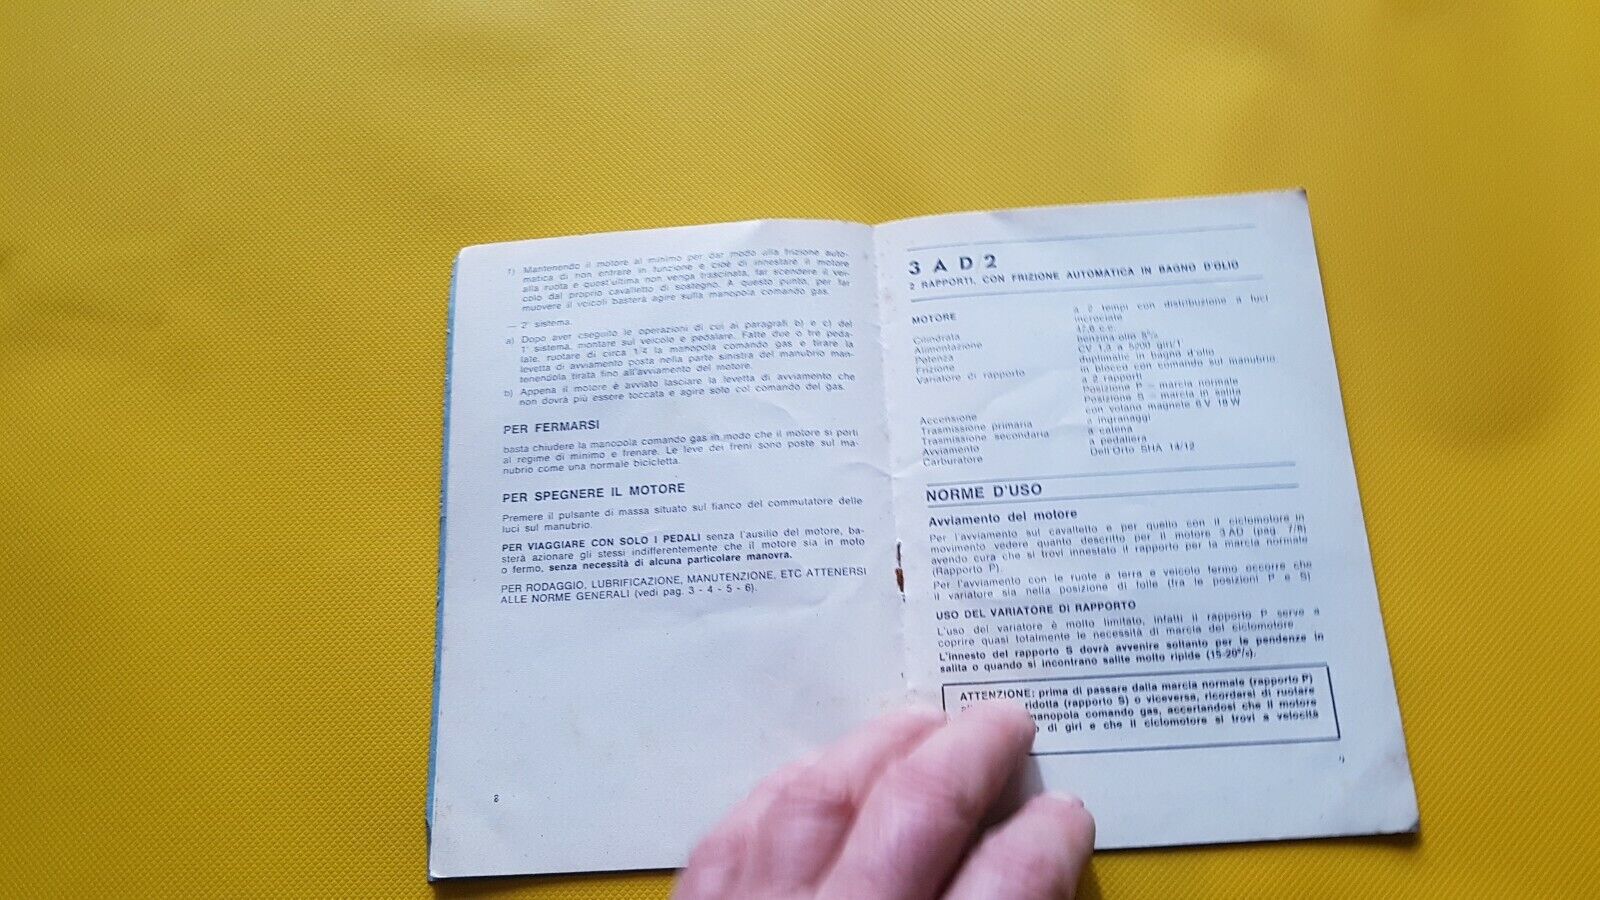 f) Mantenendo il motore al minimo per dar modo alla frizione auto-
matica di non entrare in funzione e cioè di innestare il motore
alla ruota e quest'ultima non venga trascinata, far scendere il vei-
colo dal proprio cavalletto di sostegno. A questo punto, per far
muovere il veicoli basterà agire sulla manopola comando gas.
— 2° sistema.
a) Dopo aver eseguito le operazioni di cui ai paragrafi b) e c) del
1° sistema, montare sul veicolo e pedalare. Fatte due o tre peda-
late, ruotare di circa 1/4 la manopola comando gas e tirare la
levetta di avviamento posta nella parte sinistra del manubrio man-
tenendola tirata fino all'avviamento del motore.
b) Appena il motore è avviato lasciare la levetta di avviamento che
non dovrà più essere toccata e agire solo col comando del gas.
PER FERMARSI
basta chiudere la manopola comando gas in modo che il motore si porti
al regime di minimo e frenare. Le leve dei freni sono poste sul ma-
nubrio come una normale bicicletta.
PER SPEGNERE IL MOTORE
Premere il pulsante di massa situato sul fianco del commutatore delle
luci sul manubrio.
PER VIAGGIARE CON SOLO I PEDALI senza l'ausilio del motore, ba-
sterà azionare gli stessi indifferentemente che il motore sia in moto
o fermo, senza necessità di alcuna particolare manovra.
PER RODAGGIO, LUBRIFICAZIONE, MANUTENZIONE, ETC ATTENERSI
ALLE NORME GENERALI (vedi pag. 3 - 4 - 5 - 6).
8
3 A D 2
2 RAPPORTI, CON FRIZIONE AUTOMATICA IN BAGNO D'OLIO
MOTORE a 2 tempi con distribuzione a luci
incrociate
Cilindrata 47,6 c.c.
Alimentazione benzina olio 5%
Potenza CV 1,3 a 5200 giri/1'
Frizione in bagno d'olio
Variatore di rapporto in blocco con comando sul manubrio
a 2 rapporti
Posizione P = marcia normale
Posizione S = marcia in salita
Accensione con volano magnete 6 V 18 W
Trasmissione primaria a ingranaggi
Trasmissione secondaria a catena
Avviamento a pedaliera
Carburatore Dell'Orto SHA 14/12
NORME D'USO
Avviamento del motore
Per l'avviamento sul cavalletto e per quello con il ciclomotore in
movimento vedere quanto descritto per il motore 3 AD (pag. 7/8)
avendo cura che si trovi innestato il rapporto per la marcia normale
(Rapporto P).
Per l'avviamento con le ruote a terra e veicolo fermo occorre che
il variatore sia nella posizione di folle (fra le posizioni P e S)
USO DEL VARIATORE DI RAPPORTO
L'uso del variatore è molto limitato, infatti il rapporto P serve a
coprire quasi totalmente le necessità di marcia del ciclomotore
L'innesto del rapporto S dovrà avvenire soltanto per le pendenze in
salita o quando si incontrano salite molto ripide (15-20%).
ATTENZIONE: prima di passare dalla marcia normale (rapporto P)
ridotta (rapporto S) o viceversa, ricordarsi di ruotare
manopola comando gas, accertandosi che il motore
di giri e che il ciclomotore si trovi a velocità
9